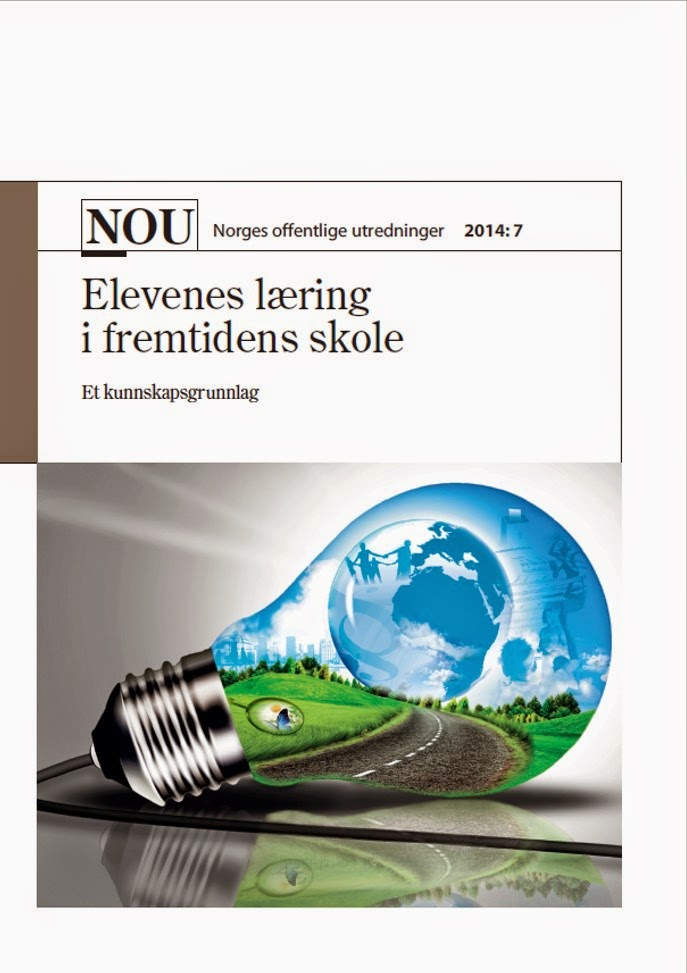 NOU Norges offentlige utredninger 2014: 7
Elevenes læring
i fremtidens skole
Et kunnskapsgrunnlag